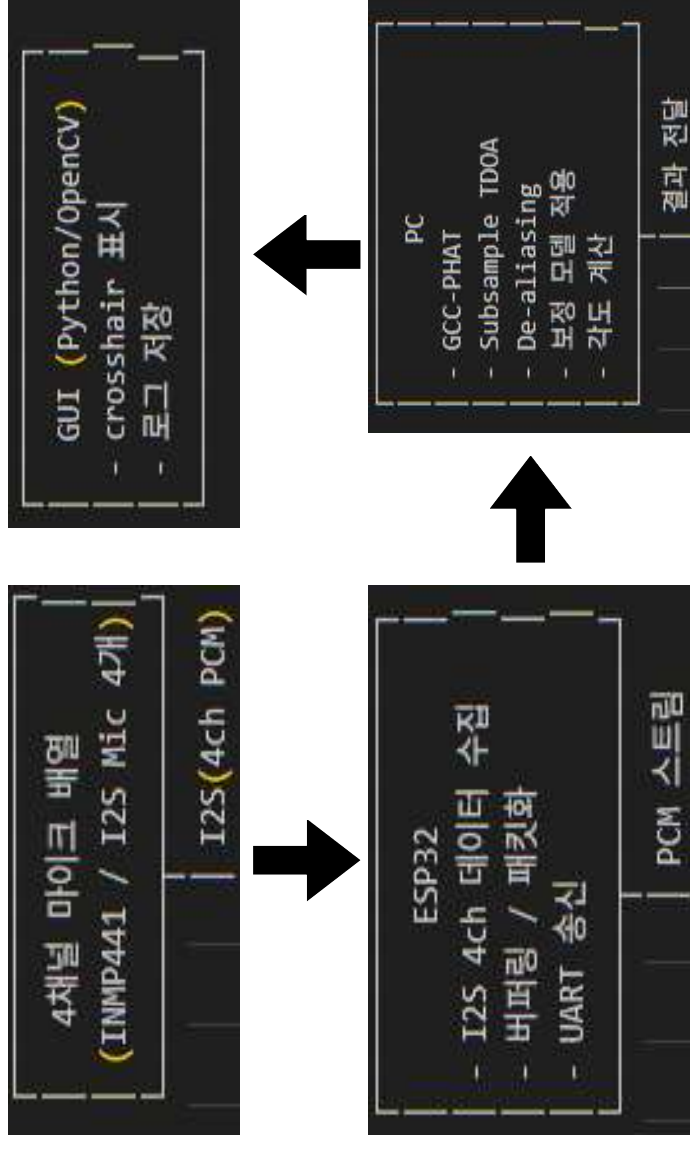 4채널 마이크 배열
(INMP441 / I2S Mic 4개)
I2S(4ch PCM)
ESP32
- I2S 4ch 데이터 수집
- 버퍼링 / 패킷화
- UART 송신
PCM 스트림
PC
- GCC-PHAT
- Subsample TDOA
- De-aliasing
- 보정 모델 적용
- 각도 계산
결과 전달
GUI (Python/OpenCV)
- crosshair 표시
- 로그 저장